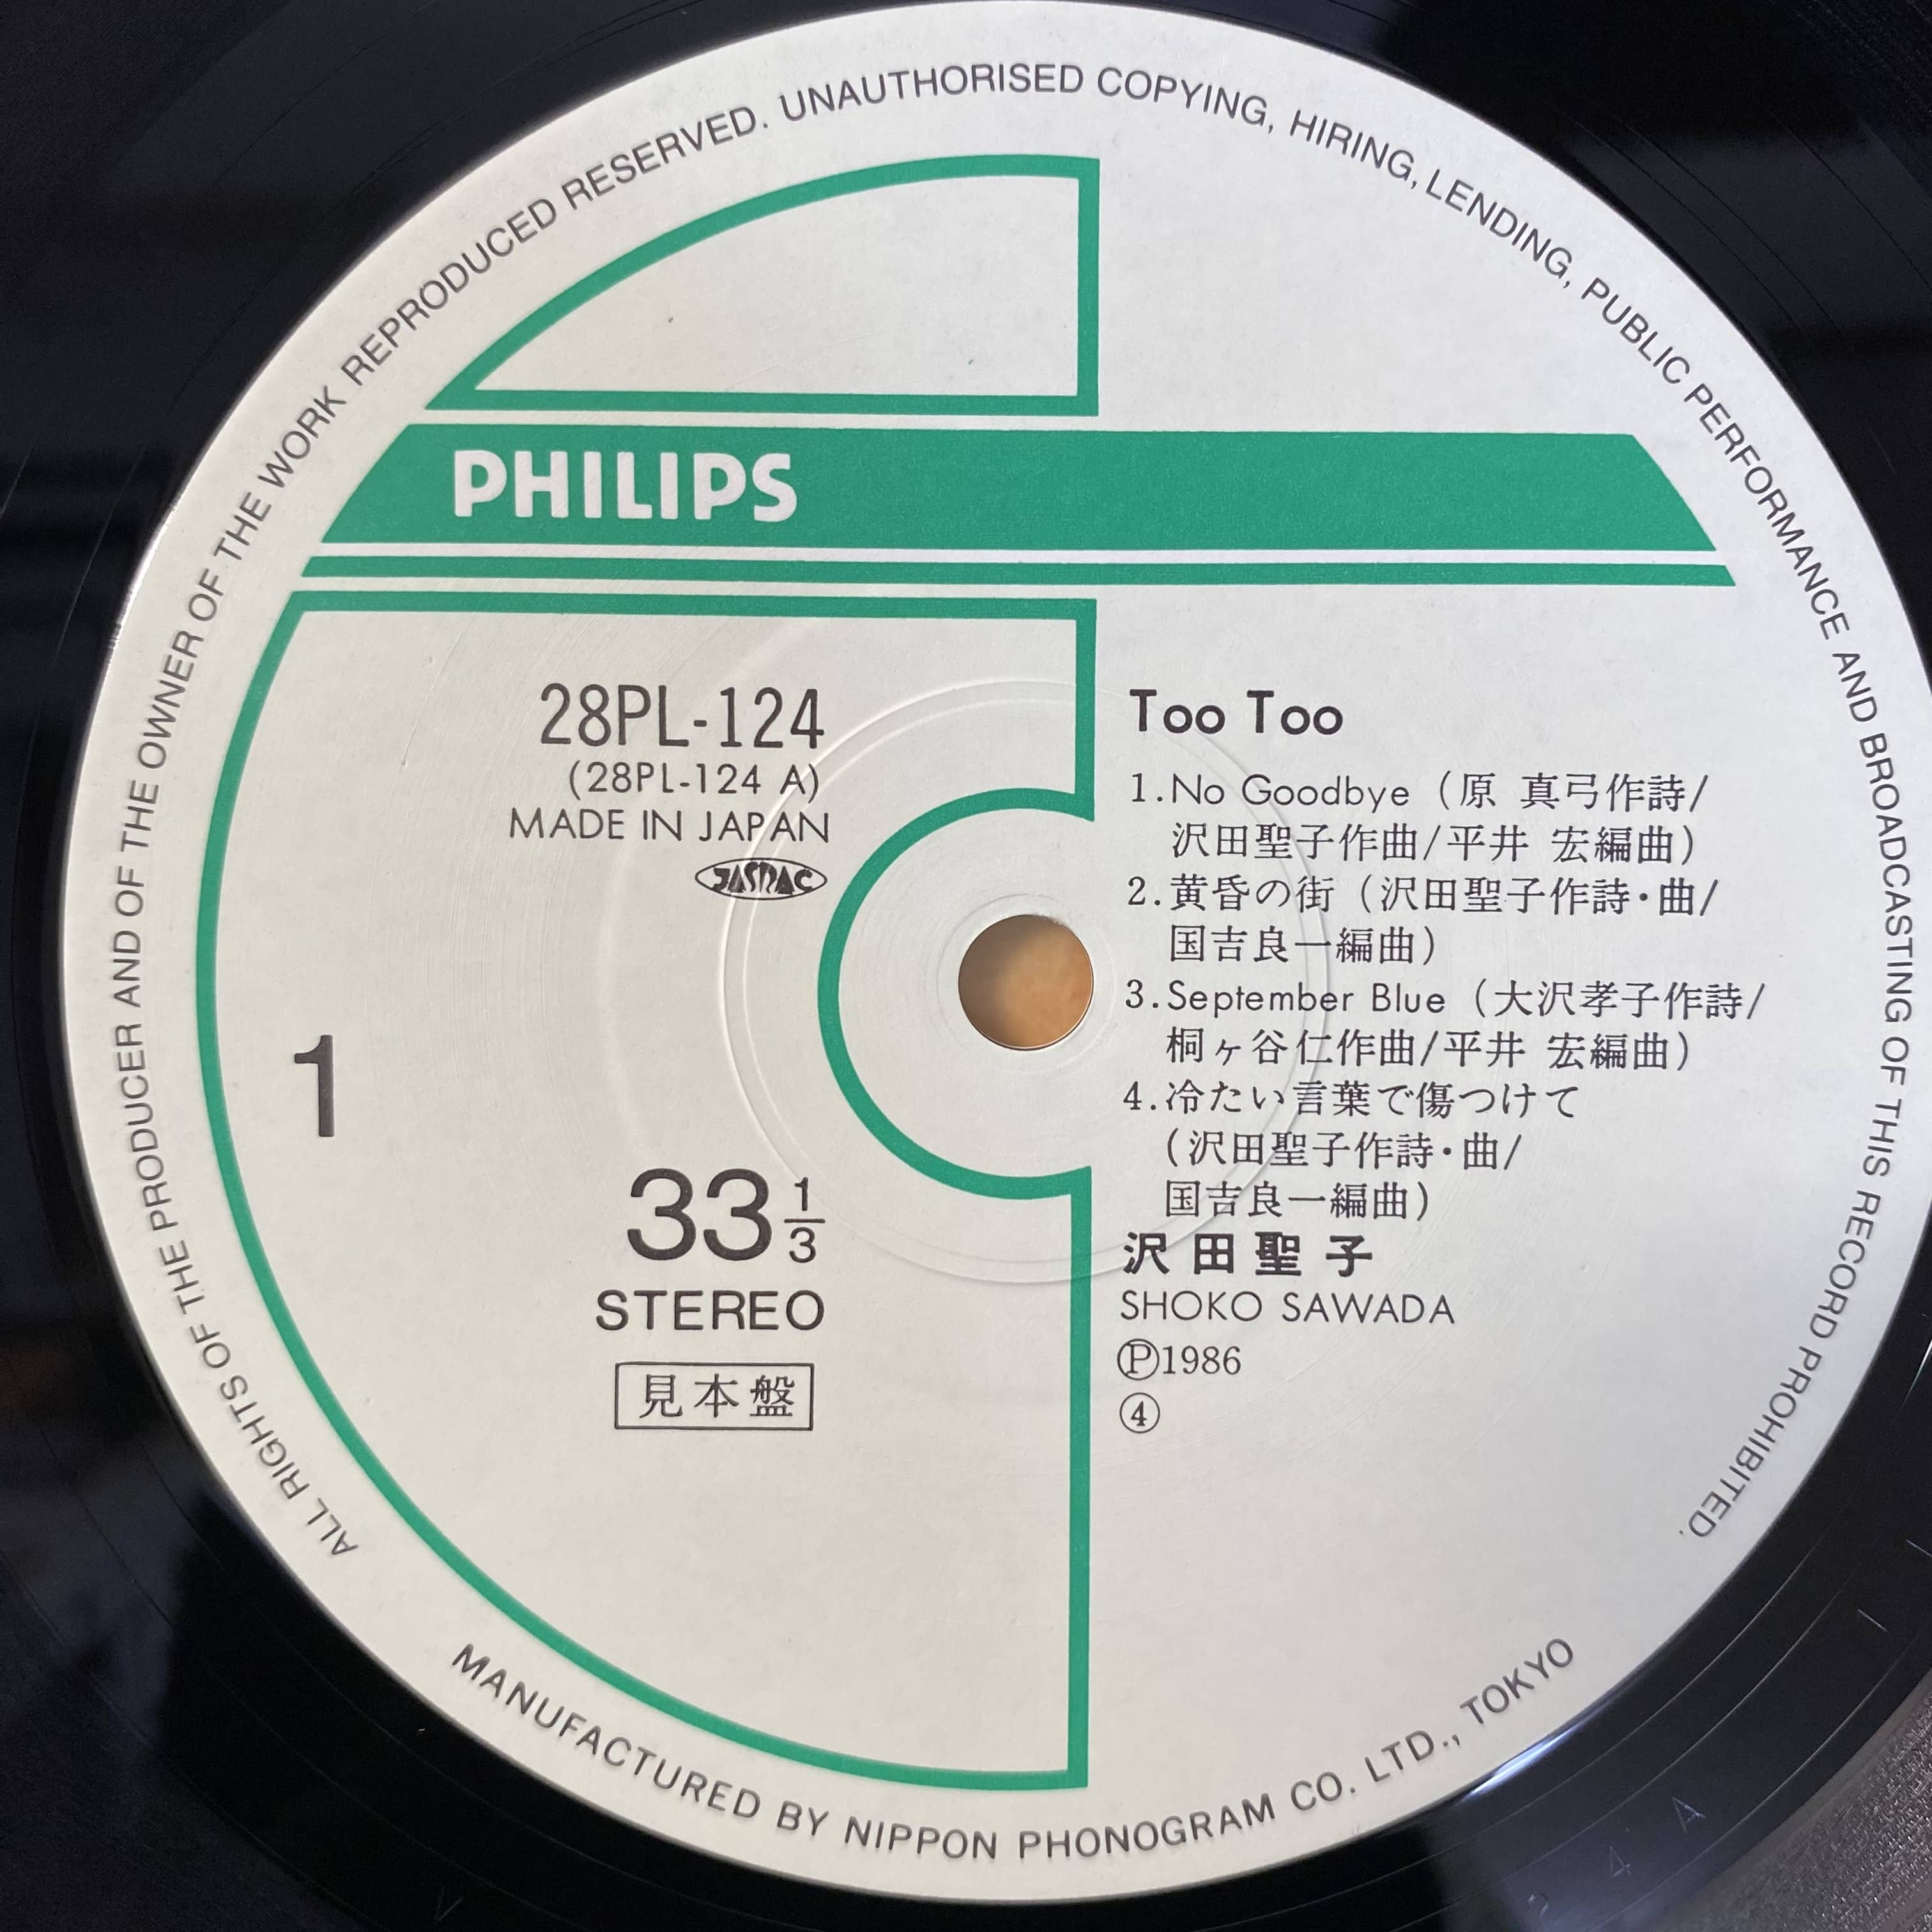 ALL RIGHTS OF THE PRODUCER AND OF THE OWNER OF THE WORK REPRODUCED RESERVED. UNAUTHORISED COPYING, HIRING, LENDING, PUBLIC PERFORMANCE AND BROADCASTING OF THIS RECORD PROHIBITED.
PHILIPS
28PL-124
(28PL-124 A)
MADE IN JAPAN
JASRAC
1
33 1/3
STEREO
見本盤
Too Too
1.No Goodbye (原 真弓作詩/
沢田聖子作曲/平井 宏編曲)
2.黄昏の街 (沢田聖子作詩・曲/
国吉良一編曲)
3.September Blue (大沢孝子作詩/
桐ヶ谷仁作曲/平井 宏編曲)
4.冷たい言葉で傷つけて
(沢田聖子作詩・曲/
国吉良一編曲)
沢田聖子
SHOKO SAWADA
Ⓟ1986
④
MANUFACTURED BY NIPPON PHONOGRAM CO. LTD., TOKYO